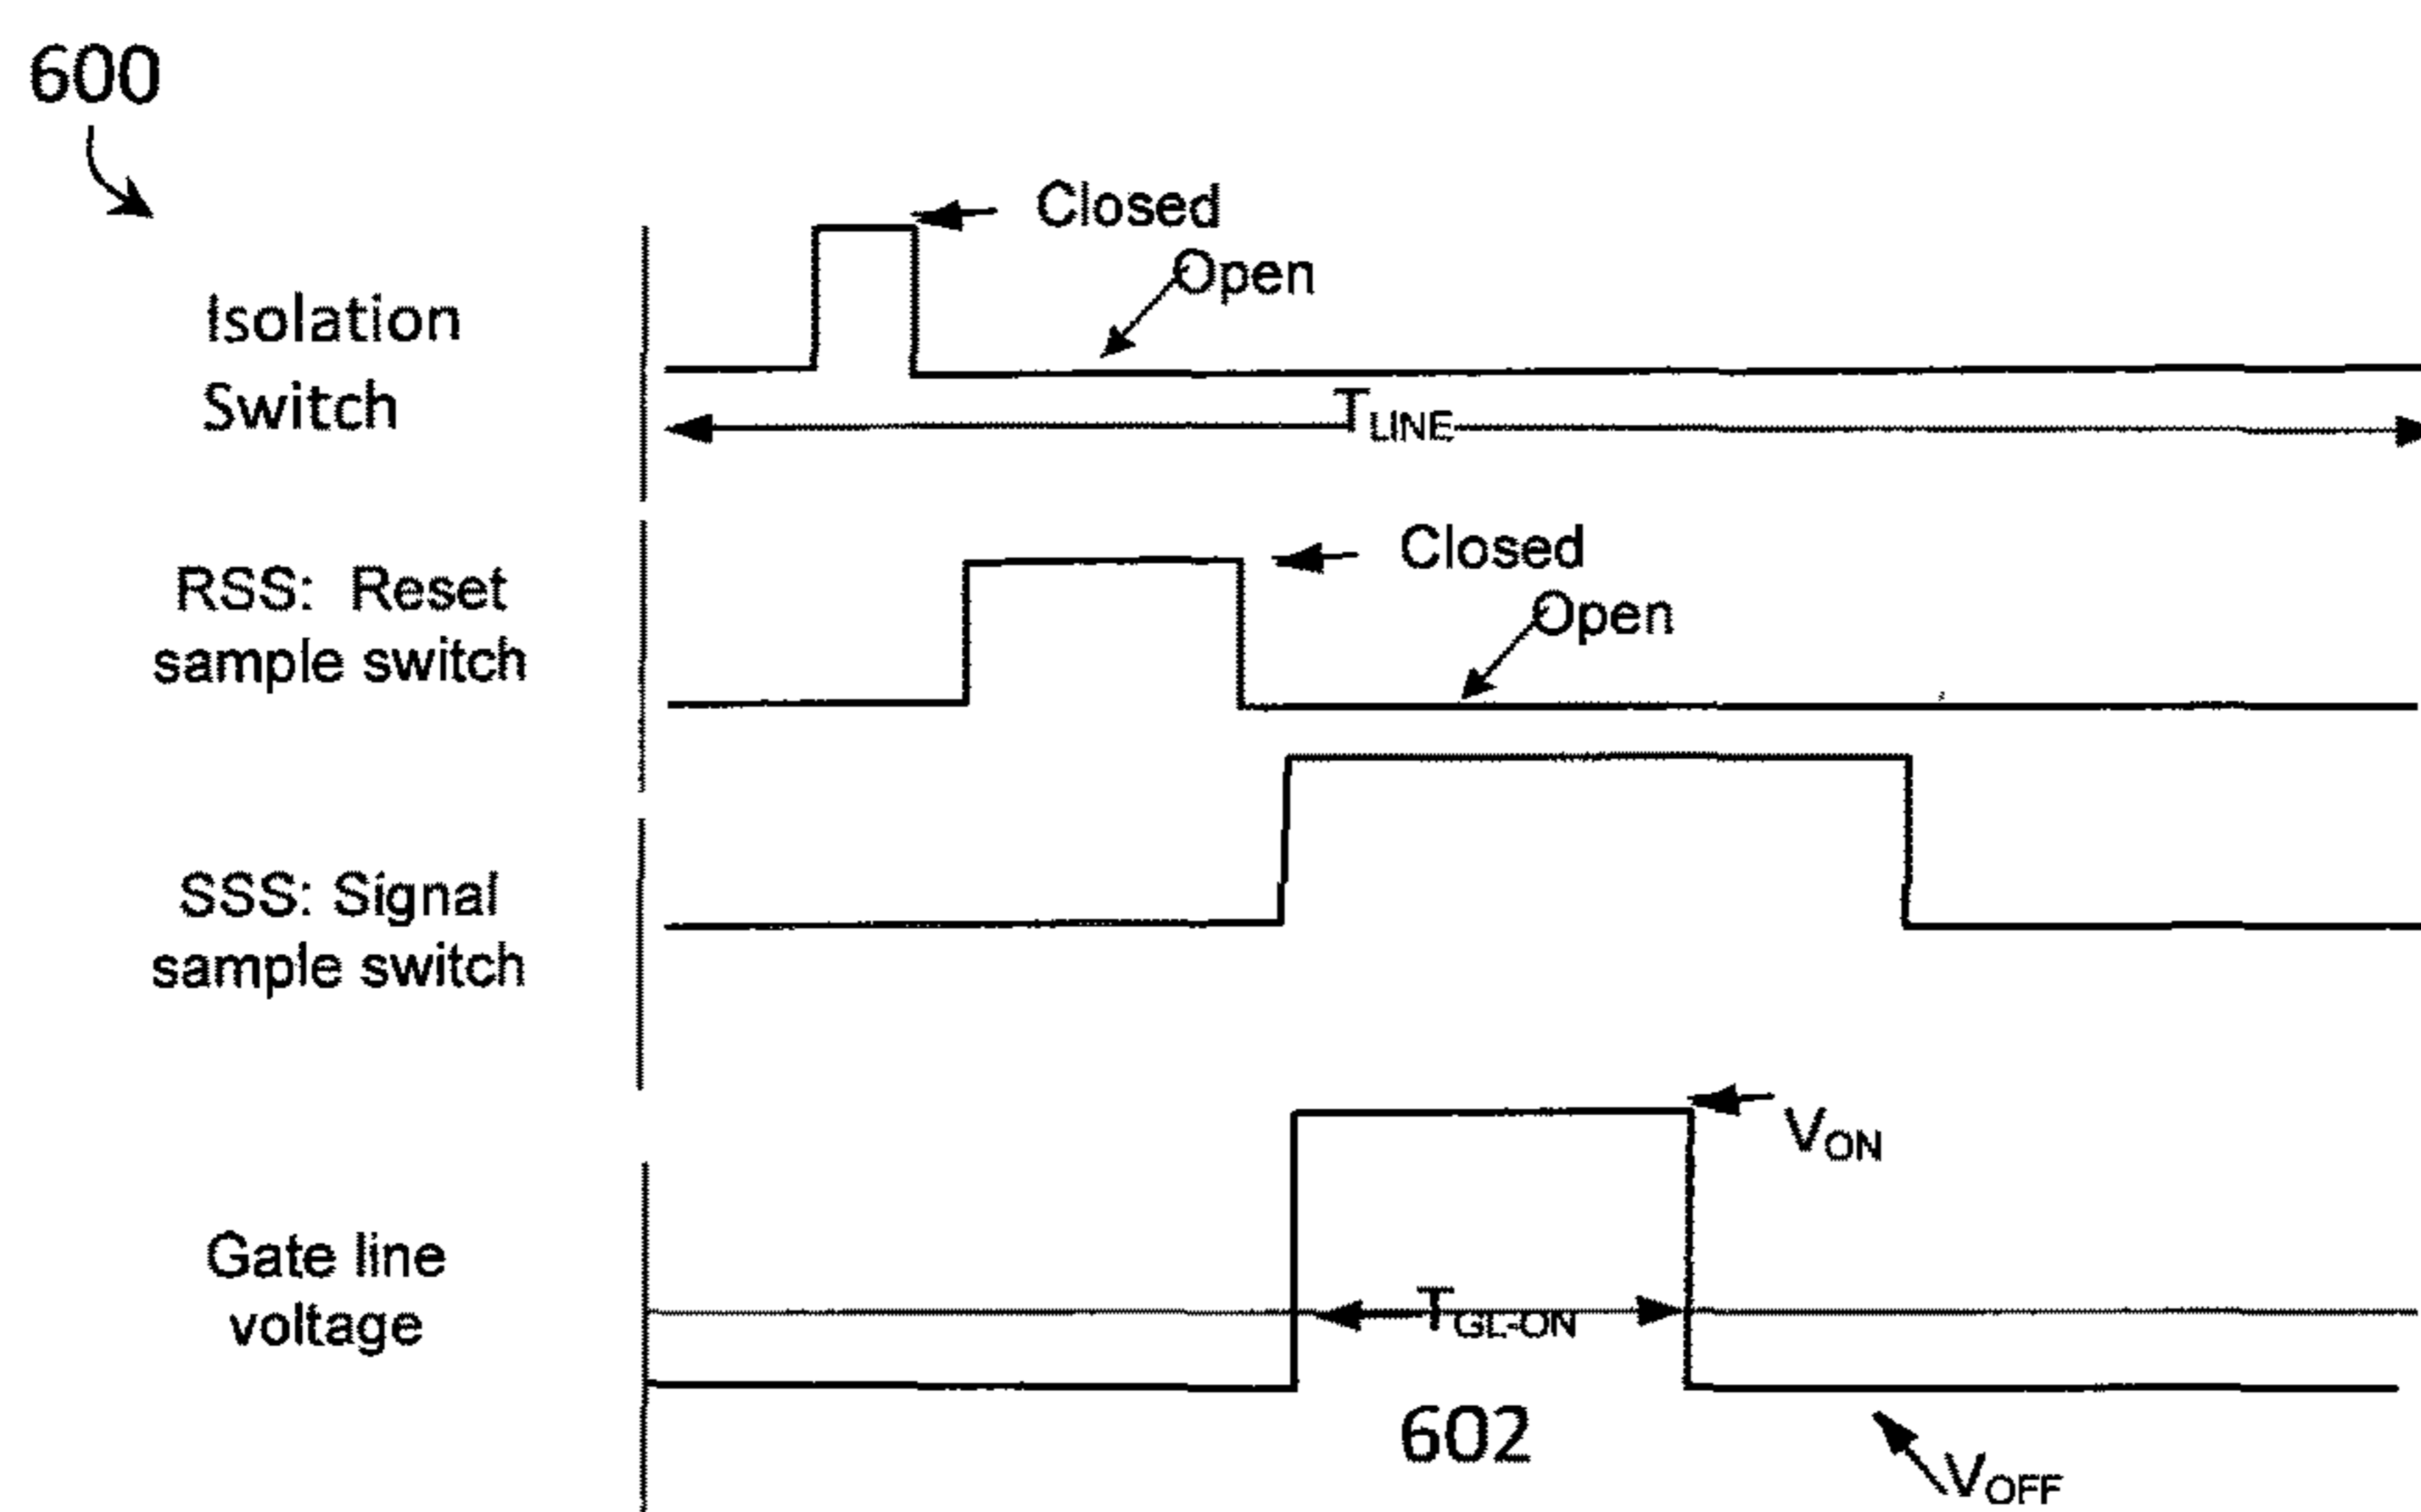 600
Closed
Open
Isolation
Switch
TLINE
Closed
Open
RSS: Reset
sample switch
SSS: Signal
sample switch
VON
Gate line
voltage
TGL-ON
602
VOFF